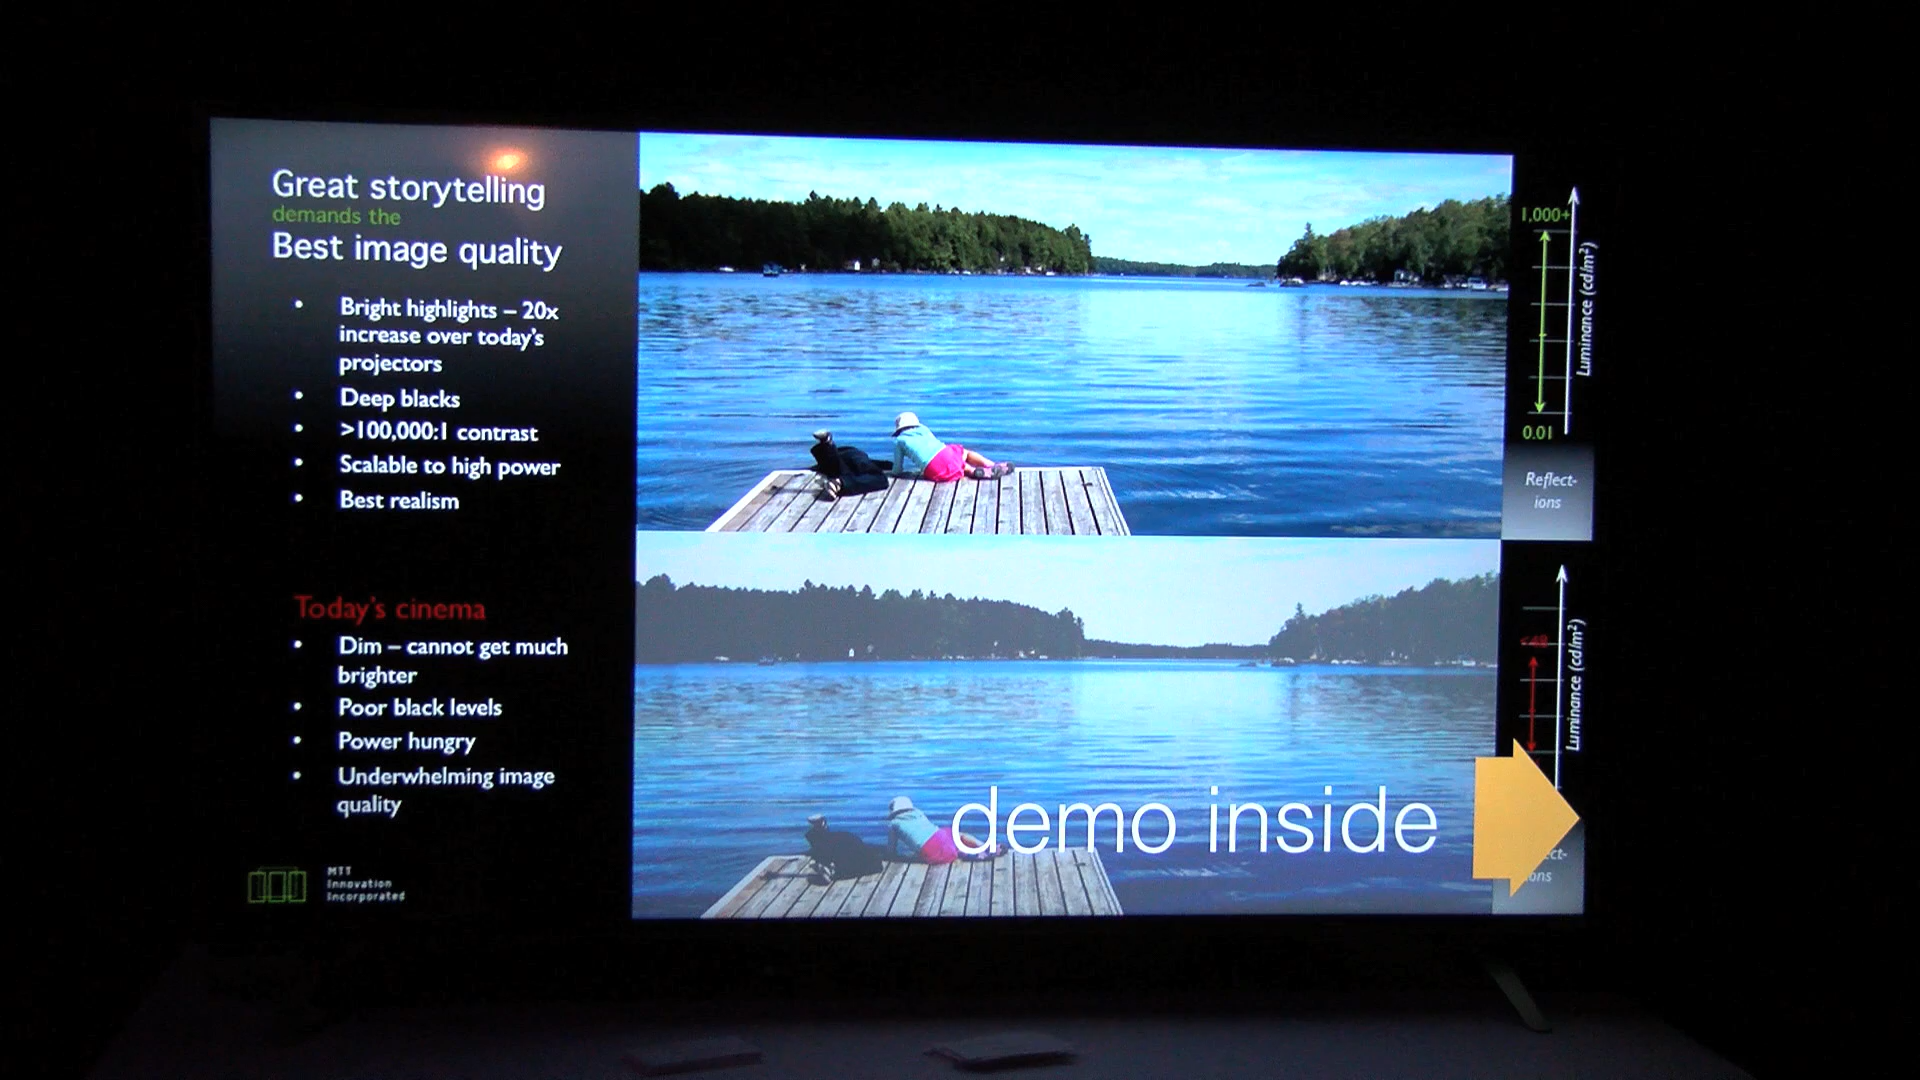 Great storytelling
demands the
Best image quality
• Bright highlights – 20x
increase over today's
projectors
• Deep blacks
• >100,000:1 contrast
• Scalable to high power
• Best realism
Today's cinema
• Dim – cannot get much
brighter
• Poor black levels
• Power hungry
• Underwhelming image
quality
MTT
Innovation
Incorporated
1,000+
Luminance (cd/m²)
0.01
Reflect-
ions
<48
Luminance (cd/m²)
demo inside
ect-
ons